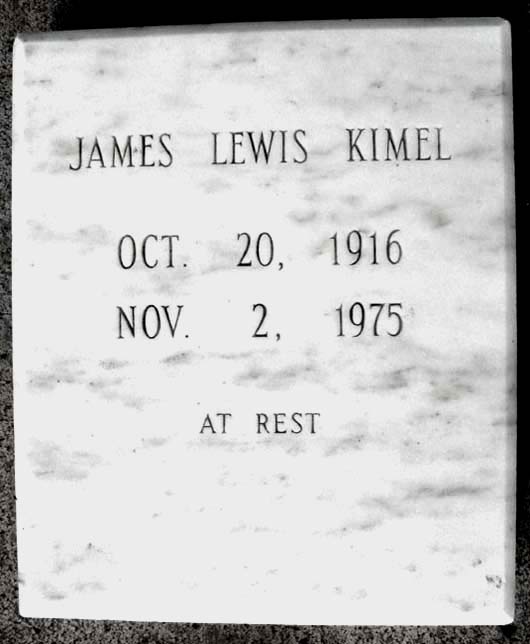 JAMES LEWIS KIMEL
OCT. 20, 1916
NOV. 2, 1975
AT REST